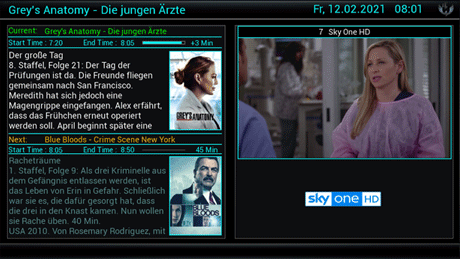 Grey's Anatomy - Die jungen Ärzte
Fr, 12.02.2021 08:01
Current: Grey's Anatomy - Die jungen Ärzte
Start Time : 7:20 End Time : 8:05 +3 Min
Der große Tag
8. Staffel, Folge 21: Der Tag der
Prüfungen ist da. Die Freunde fliegen
gemeinsam nach San Francisco.
Meredith hat sich jedoch eine
Magengrippe eingefangen. Alex erfährt,
dass das Frühchen erneut operiert
werden soll. April beginnt später eine
GREY'S ANATOMY
Next: Blue Bloods - Crime Scene New York
Start Time : 8:05 End Time : 8:50 45 Min
Racheträume
1. Staffel, Folge 9: Als drei Kriminelle aus
dem Gefängnis entlassen werden, ist
das Leben von Erin in Gefahr. Schließlich
war sie es, die dafür gesorgt hat, dass
die drei in den Knast kamen. Nun wollen
sie Rache üben. 40 Min.
USA 2010. Von Rosemary Rodriguez, mit
BLUE BLOODS
7 Sky One HD
sky one HD